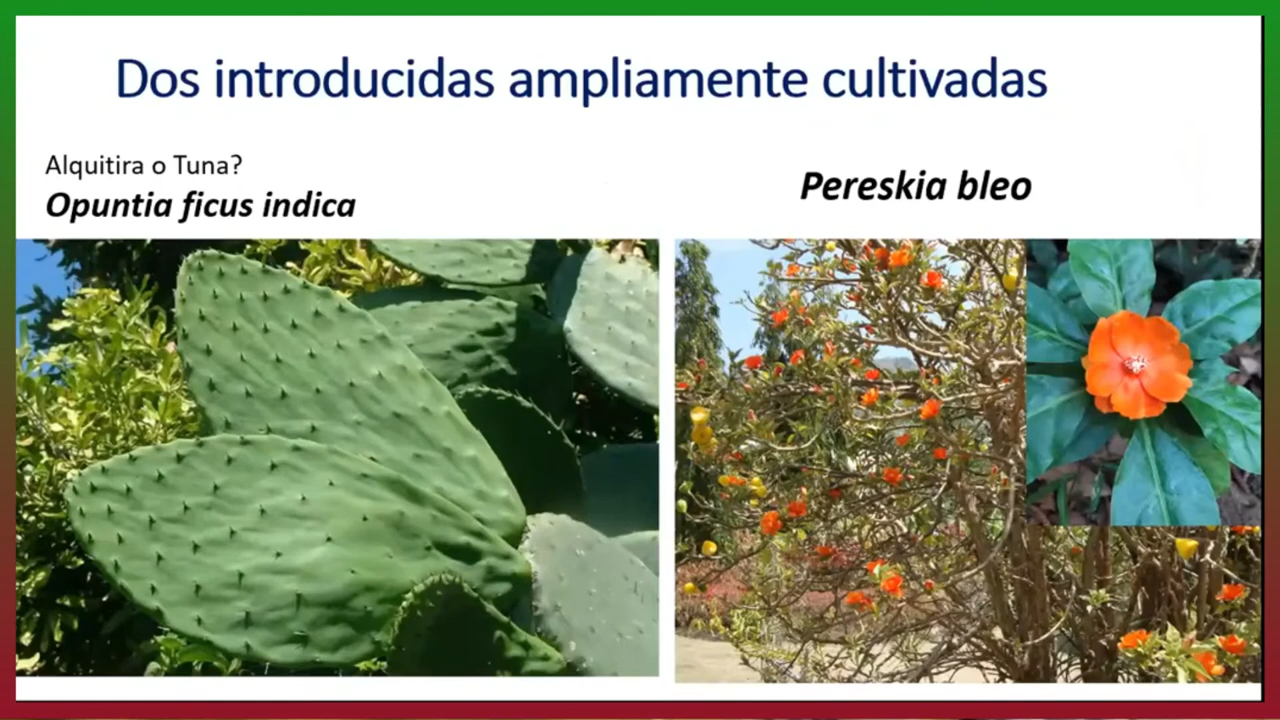 Dos introducidas ampliamente cultivadas
Alquitira o Tuna?
Opuntia ficus indica
Pereskia bleo